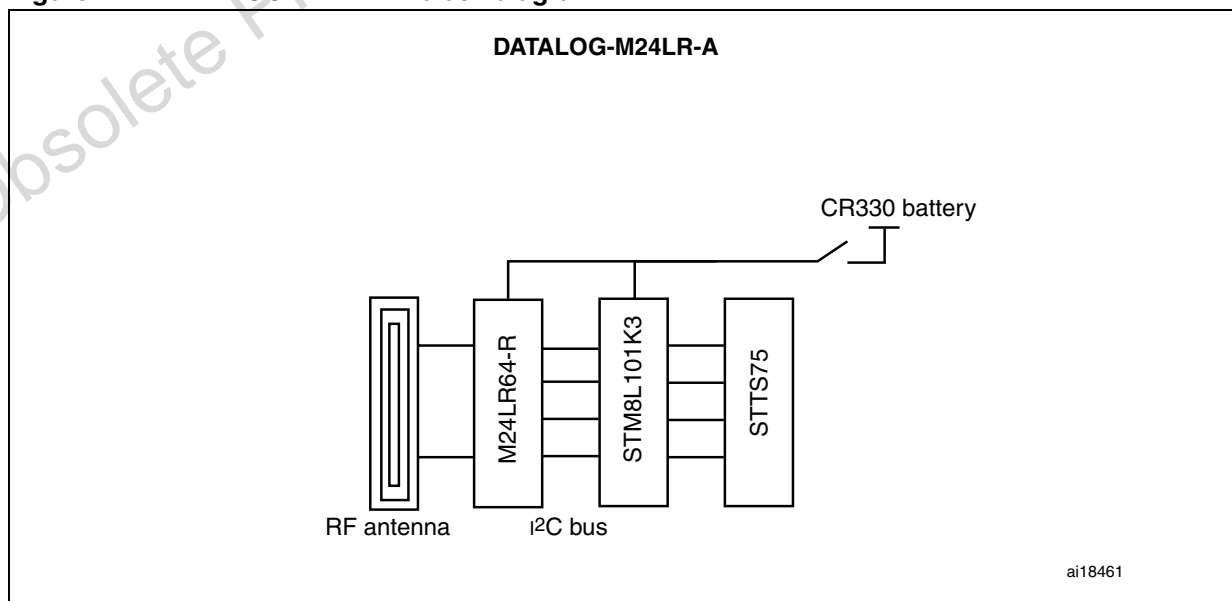 DATALOG-M24LR-A
CR330 battery
M24LR64-R
STM8L101K3
STTS75
RF antenna
I2C bus
ai18461